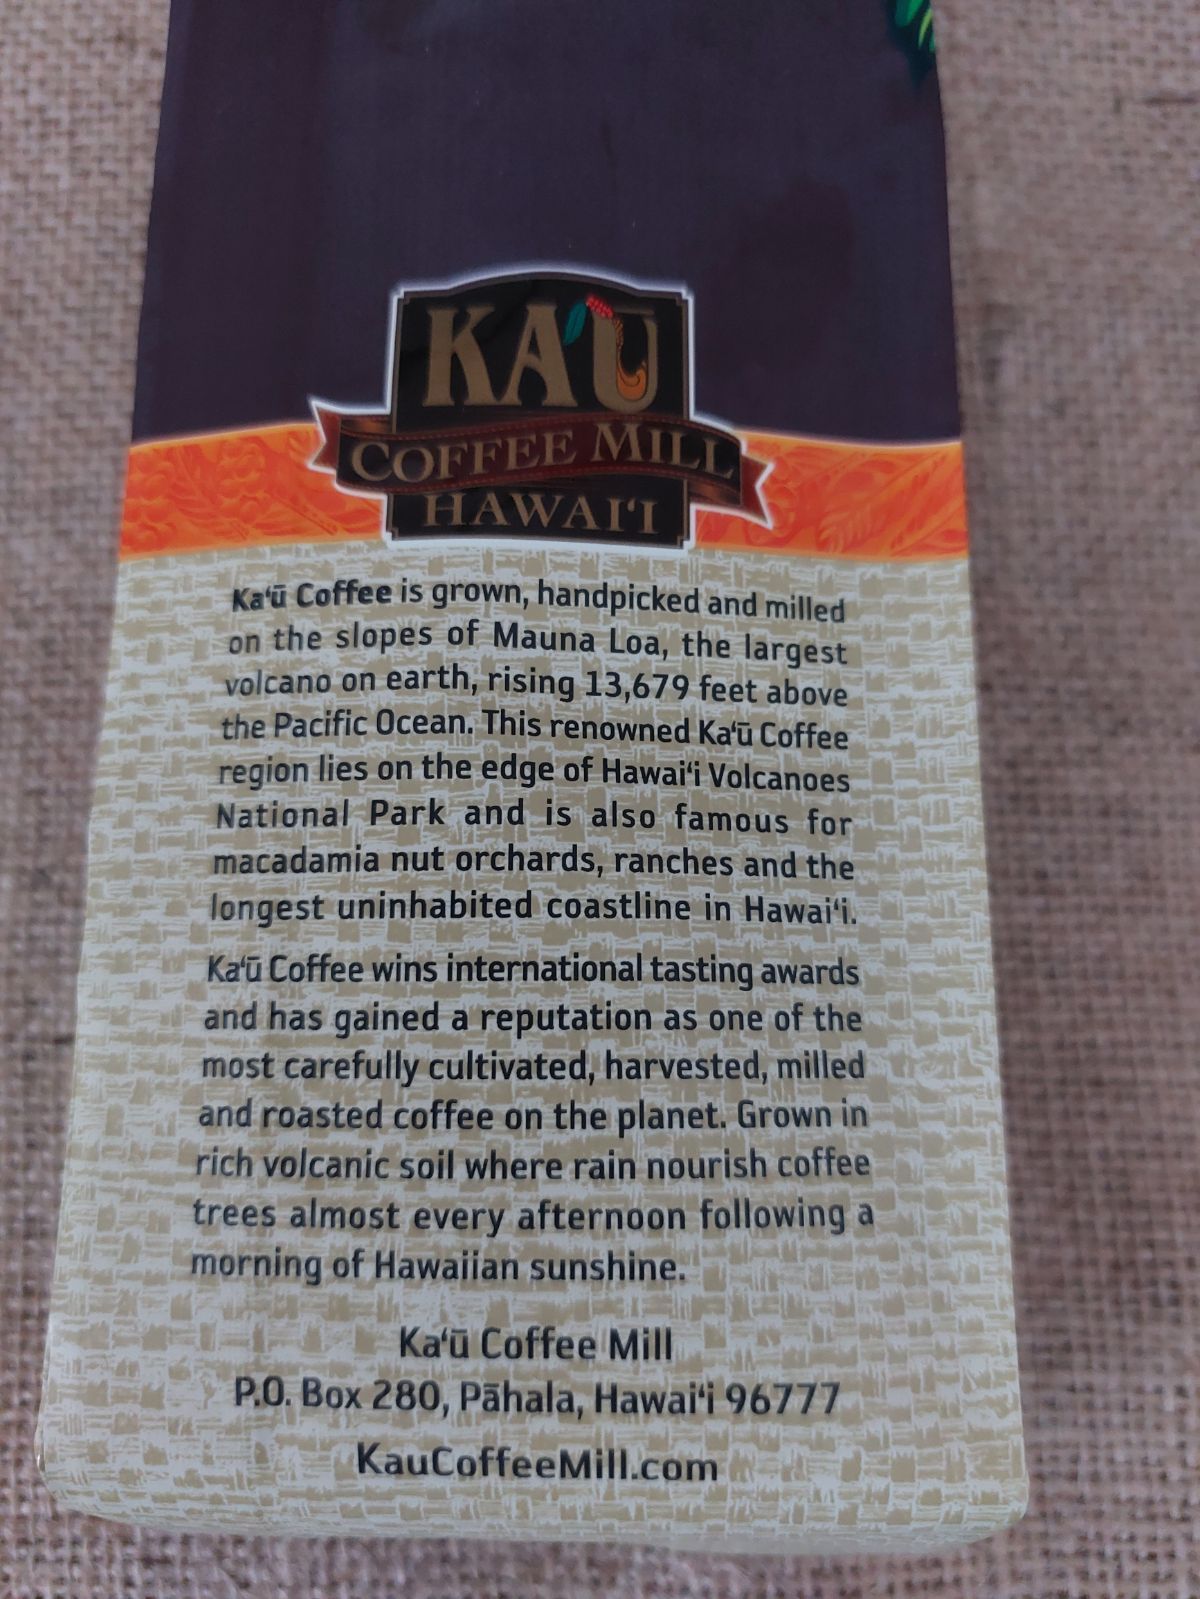 KAʻŪ
COFFEE MILL
HAWAIʻI
Kaʻū Coffee is grown, handpicked and milled
on the slopes of Mauna Loa, the largest
volcano on earth, rising 13,679 feet above
the Pacific Ocean. This renowned Kaʻū Coffee
region lies on the edge of Hawaiʻi Volcanoes
National Park and is also famous for
macadamia nut orchards, ranches and the
longest uninhabited coastline in Hawaiʻi.
Kaʻū Coffee wins international tasting awards
and has gained a reputation as one of the
most carefully cultivated, harvested, milled
and roasted coffee on the planet. Grown in
rich volcanic soil where rain nourish coffee
trees almost every afternoon following a
morning of Hawaiian sunshine.
Kaʻū Coffee Mill
P.O. Box 280, Pāhala, Hawaiʻi 96777
KauCoffeeMill.com